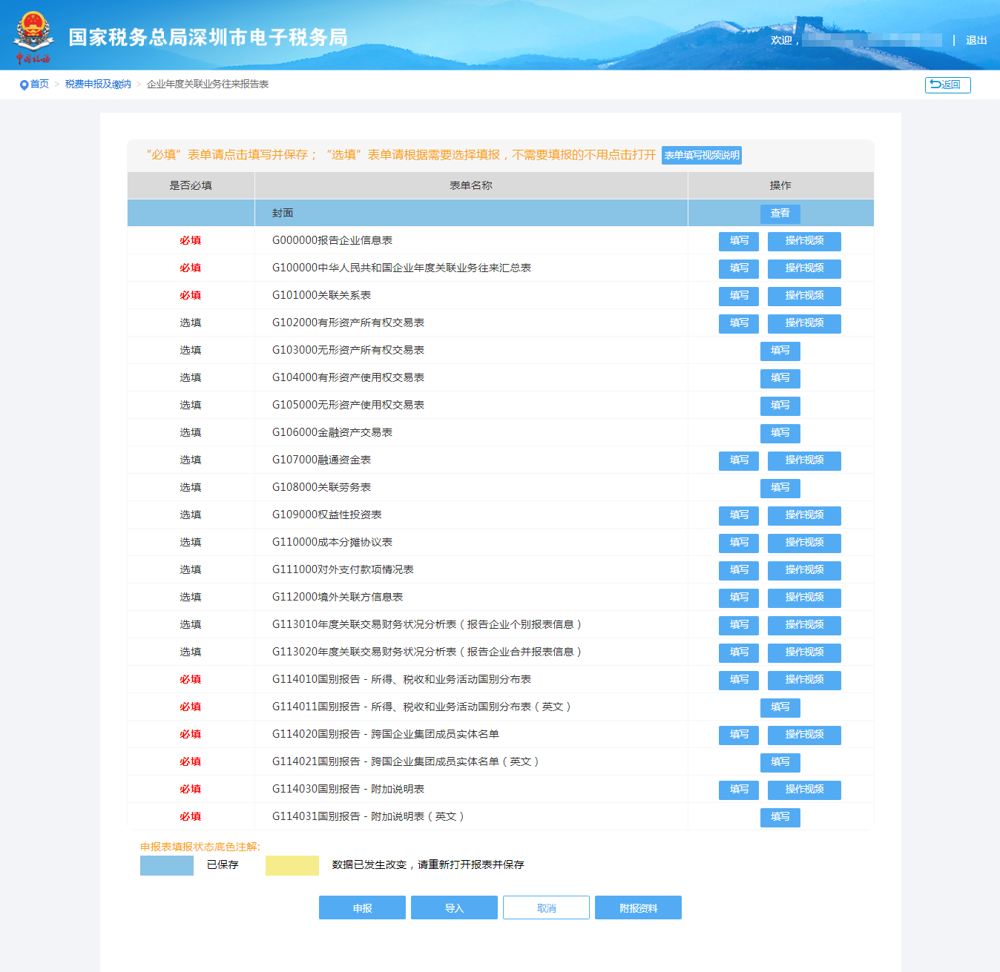 国家税务总局深圳市电子税务局
中国税务
欢迎， | 退出
首页 > 税费申报及缴纳 > 企业年度关联业务往来报告表
返回
“必填”表单请点击填写并保存；“选填”表单请根据需要选择填报，不需要填报的不用点击打开 表单填写视频说明
是否必填 表单名称 操作
封面 查看
必填 G000000报告企业信息表 填写 操作视频
必填 G100000中华人民共和国企业年度关联业务往来汇总表 填写 操作视频
必填 G101000关联关系表 填写 操作视频
选填 G102000有形资产所有权交易表 填写 操作视频
选填 G103000无形资产所有权交易表 填写
选填 G104000有形资产使用权交易表 填写
选填 G105000无形资产使用权交易表 填写
选填 G106000金融资产交易表 填写
选填 G107000融通资金表 填写 操作视频
选填 G108000关联劳务表 填写
选填 G109000权益性投资表 填写 操作视频
选填 G110000成本分摊协议表 填写 操作视频
选填 G111000对外支付款项情况表 填写 操作视频
选填 G112000境外关联方信息表 填写 操作视频
选填 G113010年度关联交易财务状况分析表（报告企业个别报表信息） 填写 操作视频
选填 G113020年度关联交易财务状况分析表（报告企业合并报表信息） 填写 操作视频
必填 G114010国别报告－所得、税收和业务活动国别分布表 填写 操作视频
必填 G114011国别报告－所得、税收和业务活动国别分布表（英文） 填写
必填 G114020国别报告－跨国企业集团成员实体名单 填写 操作视频
必填 G114021国别报告－跨国企业集团成员实体名单（英文） 填写
必填 G114030国别报告－附加说明表 填写 操作视频
必填 G114031国别报告－附加说明表（英文） 填写
申报表填报状态底色注解:
已保存 数据已发生改变，请重新打开报表并保存
申报 导入 取消 附报资料